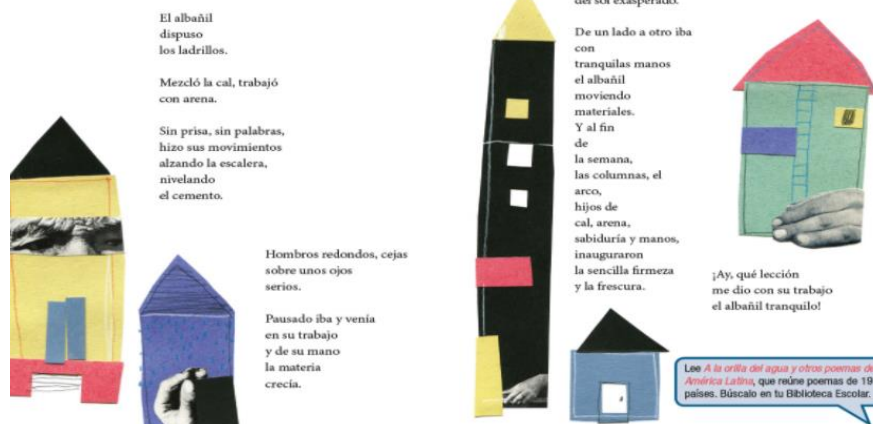 El albañil
dispuso
los ladrillos.
Mezcló la cal, trabajó
con arena.
Sin prisa, sin palabras,
hizo sus movimientos
alzando la escalera,
nivelando
el cemento.
Hombros redondos, cejas
sobre unos ojos
serios.
Pausado iba y venía
en su trabajo
y de su mano
la materia
crecía.
del sol exasperado.
De un lado a otro iba
con
tranquilas manos
el albañil
moviendo
materiales.
Y al fin
de
la semana,
las columnas, el
arco,
hijos de
cal, arena,
sabiduría y manos,
inauguraron
la sencilla firmeza
y la frescura.
¡Ay, qué lección
me dio con su trabajo
el albañil tranquilo!
Lee A la orilla del agua y otros poemas de
América Latina, que reúne poemas de 19
países. Búscalo en tu Biblioteca Escolar.